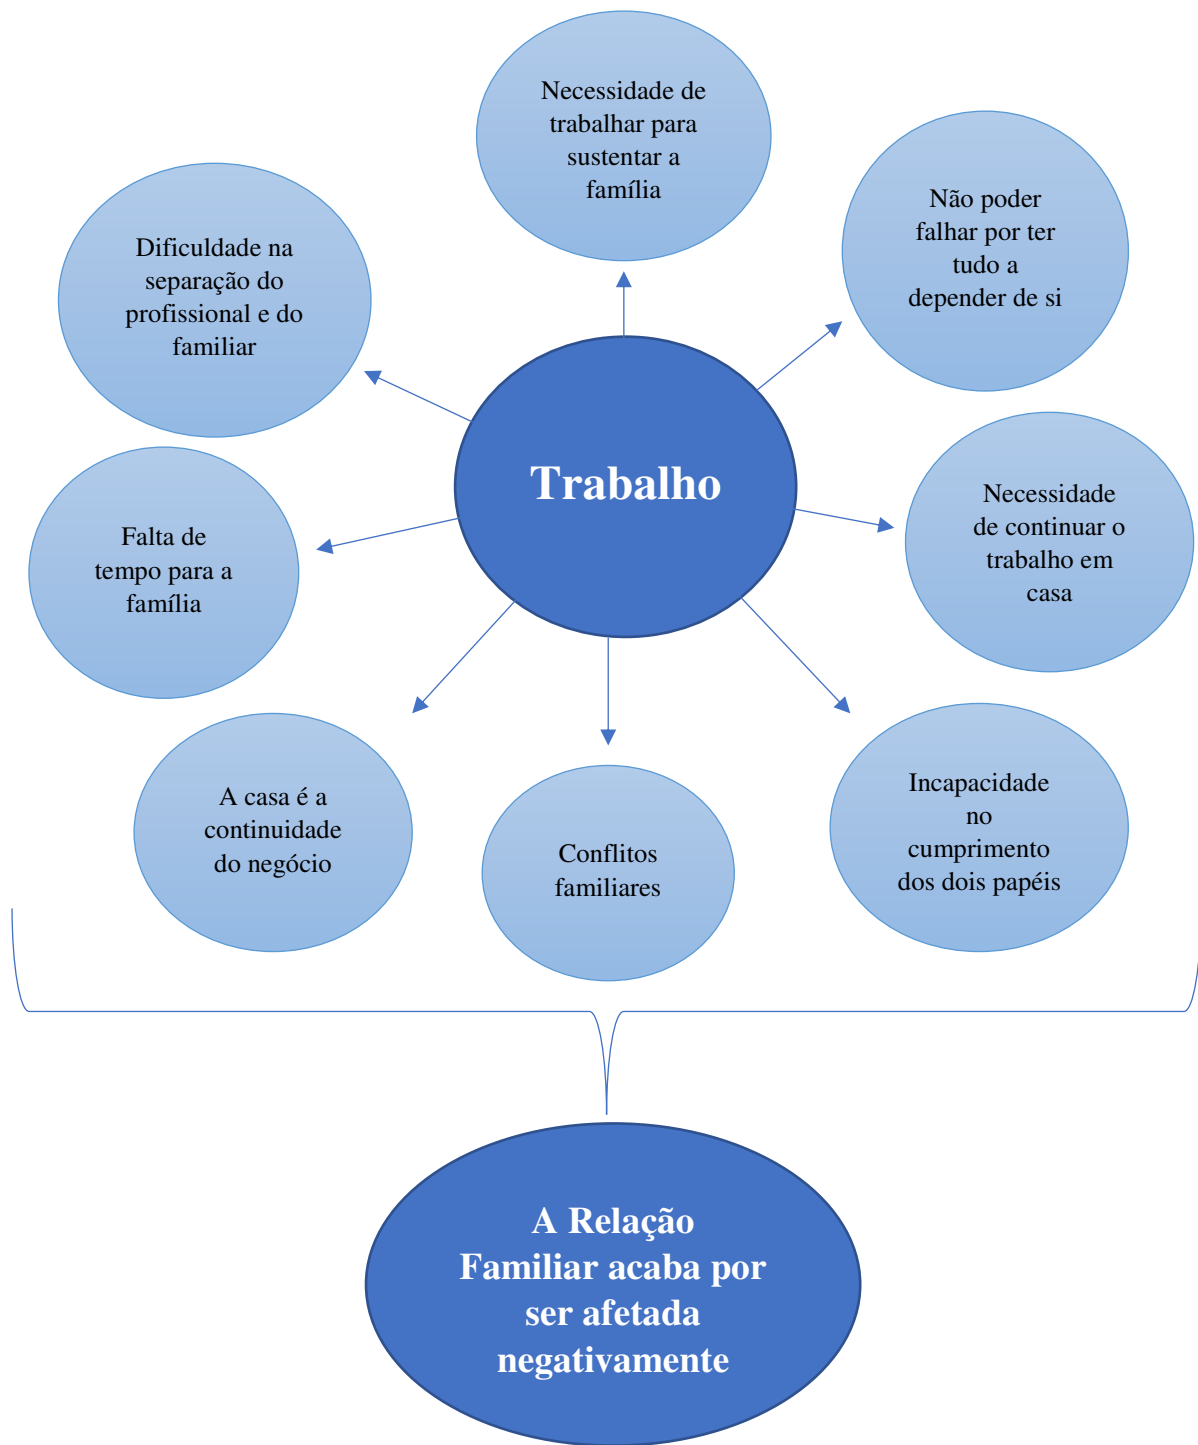 Necessidade de
trabalhar para
sustentar a
família
Não poder
falhar por ter
tudo a
depender de si
Dificuldade na
separação do
profissional e do
familiar
Trabalho
Necessidade
de continuar o
trabalho em
casa
Falta de
tempo para a
família
A casa é a
continuidade
do negócio
Conflitos
familiares
Incapacidade
no
cumprimento
dos dois papéis
A Relação
Familiar acaba por
ser afetada
negativamente